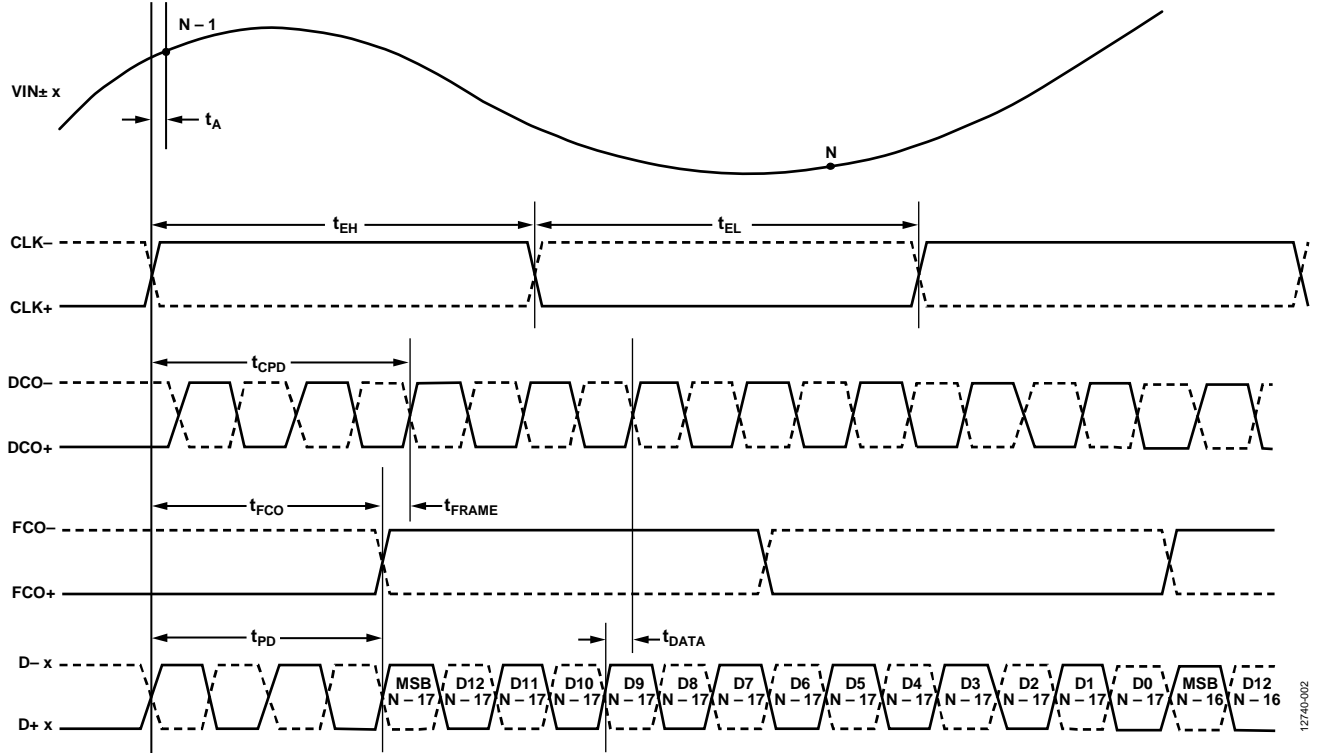 N – 1
VIN± x
tA
N
tEH
tEL
CLK–
CLK+
tCPD
DCO–
DCO+
tFCO
tFRAME
FCO–
FCO+
tPD
tDATA
D– x
MSB D12 D11 D10 D9 D8 D7 D6 D5 D4 D3 D2 D1 D0 MSB D12
N – 17 N – 17 N – 17 N – 17 N – 17 N – 17 N – 17 N – 17 N – 17 N – 17 N – 17 N – 17 N – 17 N – 17 N – 16 N – 16
D+ x
12740-002